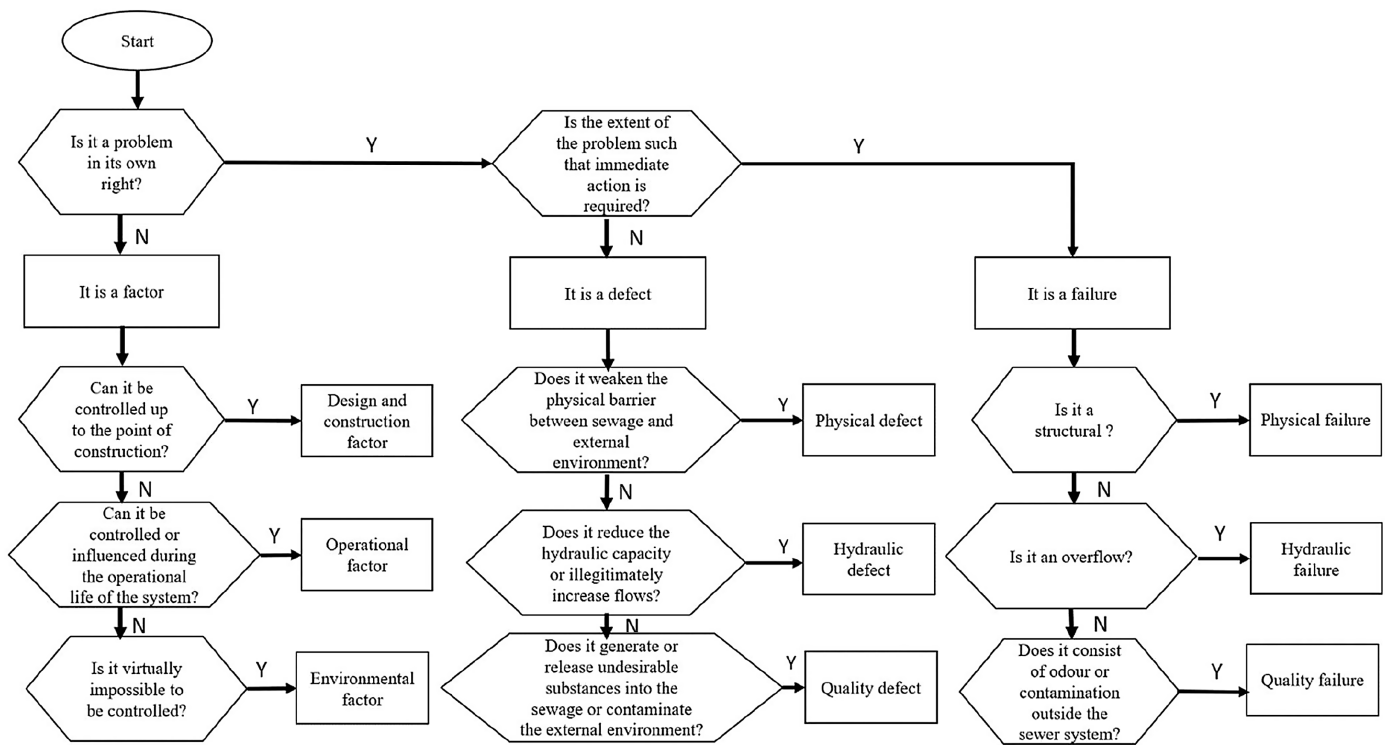 Start
Is it a problem
in its own
right?
Y
Is the extent of
the problem such
that immediate
action is
required?
Y
N
N
It is a factor
It is a defect
It is a failure
Can it be
controlled up
to the point of
construction?
Y
Design and
construction
factor
Does it weaken the
physical barrier
between sewage and
external
environment?
Y
Physical defect
Is it a
structural ?
Y
Physical failure
N
N
N
Can it be
controlled or
influenced during
the operational
life of the system?
Y
Operational
factor
Does it reduce the
hydraulic capacity
or illegitimately
increase flows?
Y
Hydraulic
defect
Is it an overflow?
Y
Hydraulic
failure
N
N
N
Is it virtually
impossible to
be controlled?
Y
Environmental
factor
Does it generate or
release undesirable
substances into the
sewage or contaminate
the external environment?
Y
Quality defect
Does it consist
of odour or
contamination
outside the
sewer system?
Y
Quality failure